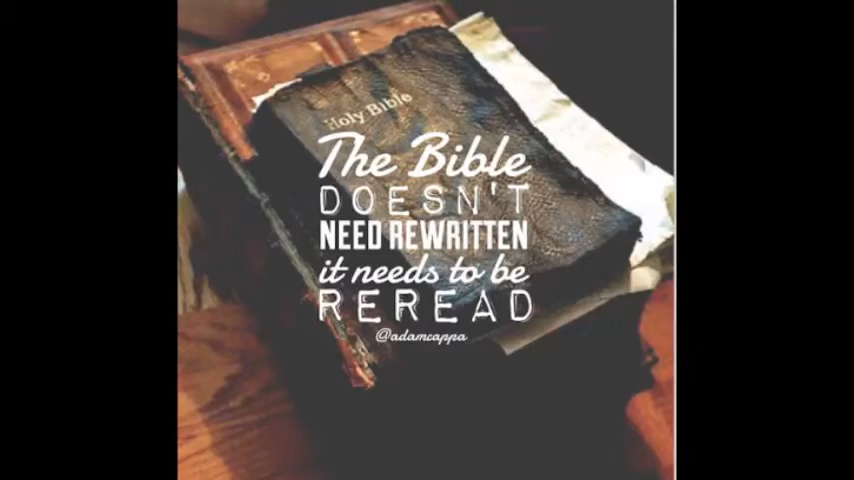 Holy Bible
The Bible
DOESN'T
NEED REWRITTEN
it needs to be
REREAD
@adamcappa